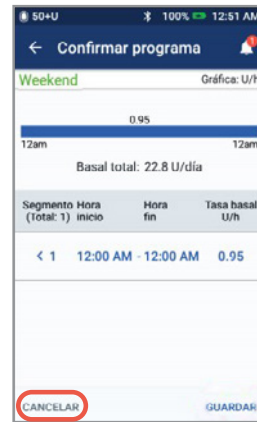 50+U 100% 12:51 AM
← Confirmar programa
Weekend Gráfica: U/h
0.95
12am 12am
Basal total: 22.8 U/día
Segmento Hora Hora Tasa basal
(Total: 1) inicio fin U/h
< 1 12:00 AM - 12:00 AM 0.95
CANCELAR GUARDAR